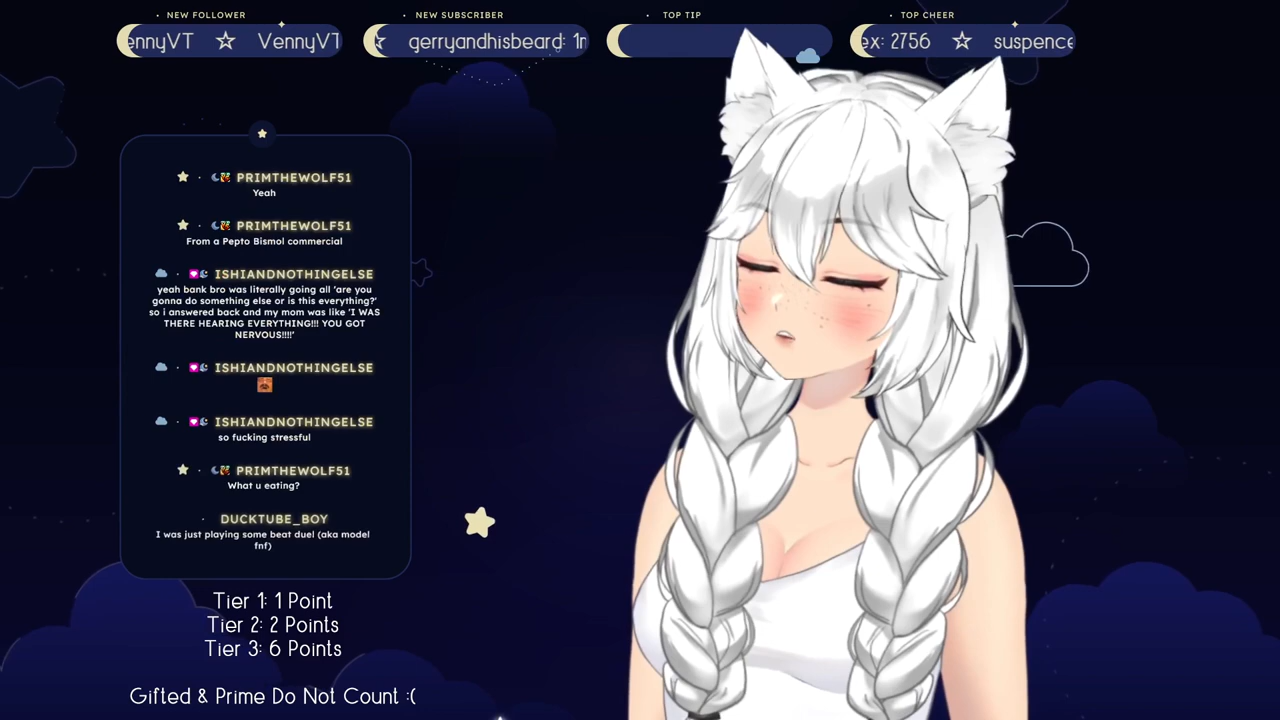 NEW FOLLOWER
ennyVT ☆ VennyVT
NEW SUBSCRIBER
☆ gerryandhisbeard: 1m
TOP TIP
TOP CHEER
ex: 2756 ☆ suspence
PRIMTHEWOLF51
Yeah
PRIMTHEWOLF51
From a Pepto Bismol commercial
ISHIANDNOTHINGELSE
yeah bank bro was literally going all 'are you
gonna do something else or is this everything?'
so i answered back and my mom was like 'I WAS
THERE HEARING EVERYTHING!!! YOU GOT
NERVOUS!!!!'
ISHIANDNOTHINGELSE
ISHIANDNOTHINGELSE
so fucking stressful
PRIMTHEWOLF51
What u eating?
DUCKTUBE_BOY
I was just playing some beat duel (aka model
fnf)
Tier 1: 1 Point
Tier 2: 2 Points
Tier 3: 6 Points
Gifted & Prime Do Not Count :(